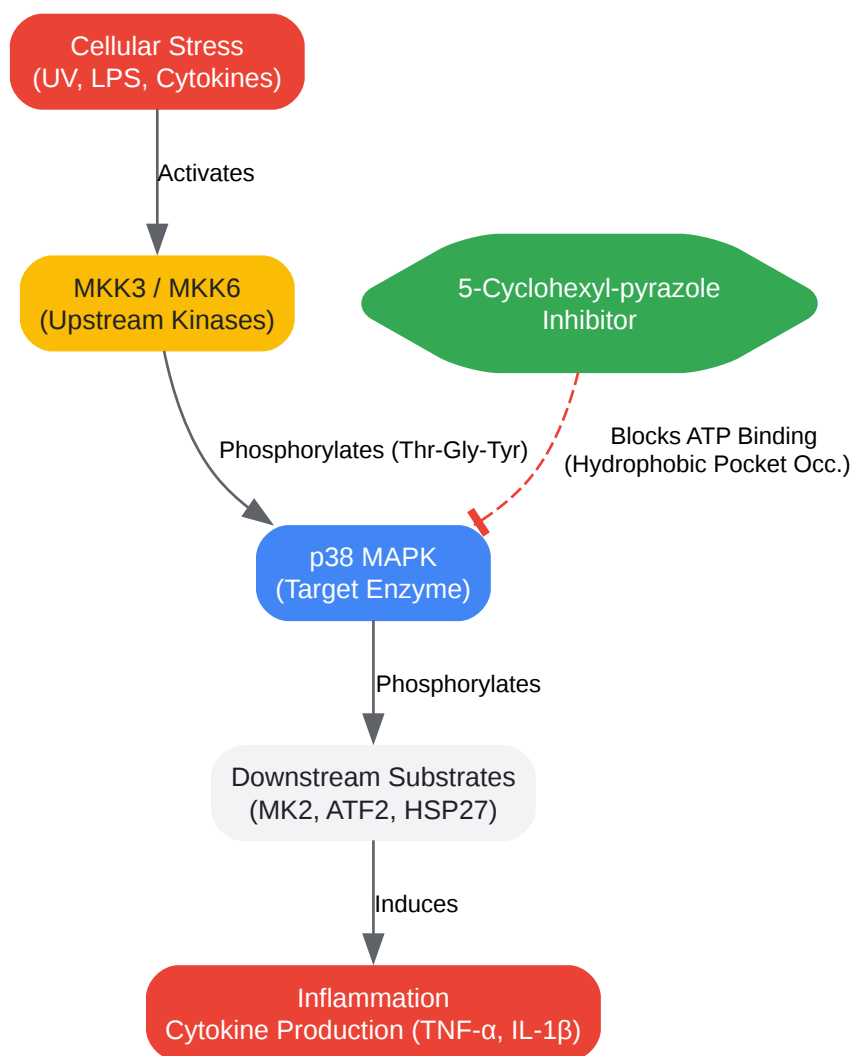 Cellular Stress
(UV, LPS, Cytokines)
Activates
MKK3 / MKK6
(Upstream Kinases)
5-Cyclohexyl-pyrazole
Inhibitor
Phosphorylates (Thr-Gly-Tyr)
Blocks ATP Binding
(Hydrophobic Pocket Occ.)
p38 MAPK
(Target Enzyme)
Phosphorylates
Downstream Substrates
(MK2, ATF2, HSP27)
Induces
Inflammation
Cytokine Production (TNF-α, IL-1β)